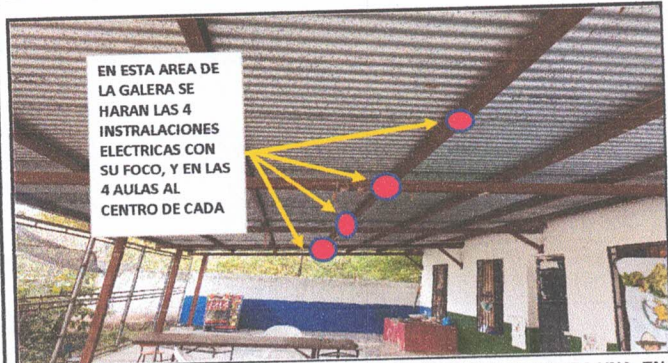 EN ESTA AREA DE
LA GALERA SE
HARAN LAS 4
INSTALACIONES
ELECTRICAS CON
SU FOCO, Y EN LAS
4 AULAS AL
CENTRO DE CADA